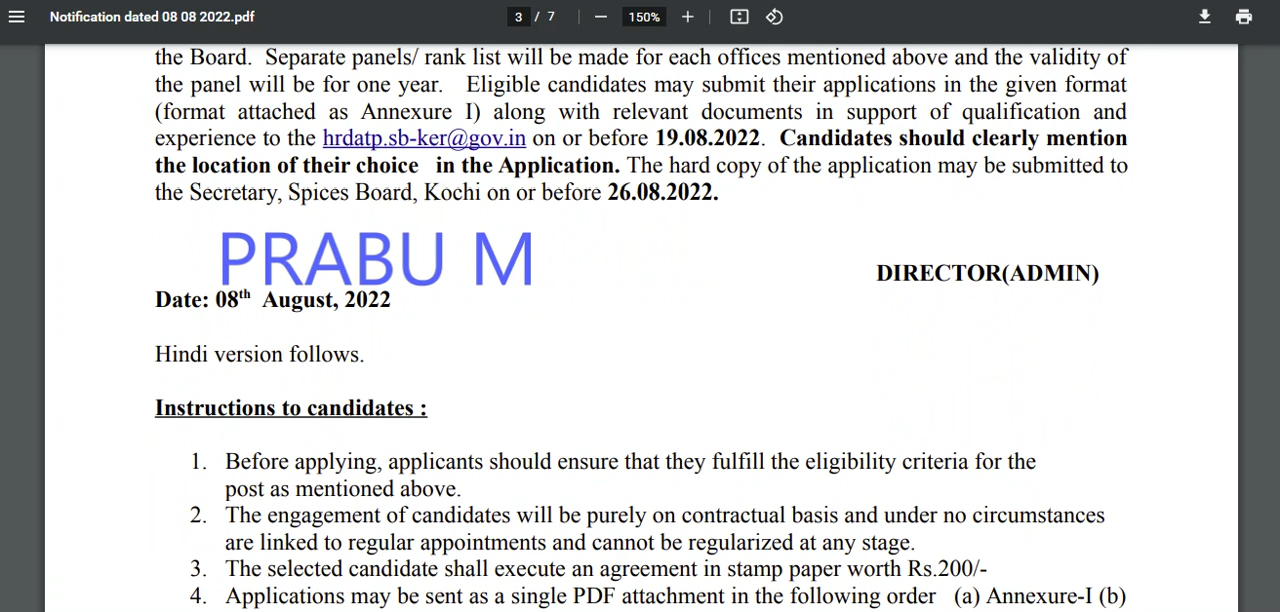 Notification dated 08 08 2022.pdf
3 / 7
150%
the Board. Separate panels/ rank list will be made for each offices mentioned above and the validity of
the panel will be for one year. Eligible candidates may submit their applications in the given format
(format attached as Annexure I) along with relevant documents in support of qualification and
experience to the hrdatp.sb-ker@gov.in on or before 19.08.2022. Candidates should clearly mention
the location of their choice in the Application. The hard copy of the application may be submitted to
the Secretary, Spices Board, Kochi on or before 26.08.2022.
PRABU M
DIRECTOR(ADMIN)
Date: 08th August, 2022
Hindi version follows.
Instructions to candidates :
1. Before applying, applicants should ensure that they fulfill the eligibility criteria for the
post as mentioned above.
2. The engagement of candidates will be purely on contractual basis and under no circumstances
are linked to regular appointments and cannot be regularized at any stage.
3. The selected candidate shall execute an agreement in stamp paper worth Rs.200/-
4. Applications may be sent as a single PDF attachment in the following order (a) Annexure-I (b)